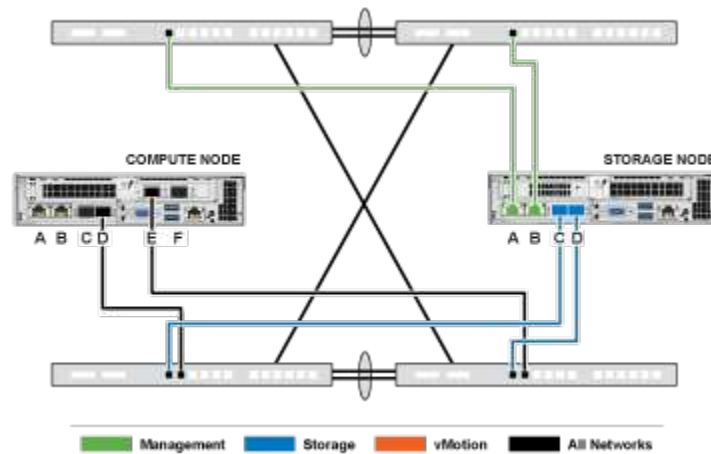 COMPUTE NODE
STORAGE NODE
A B C D E F
A B C D
Management Storage vMotion All Networks